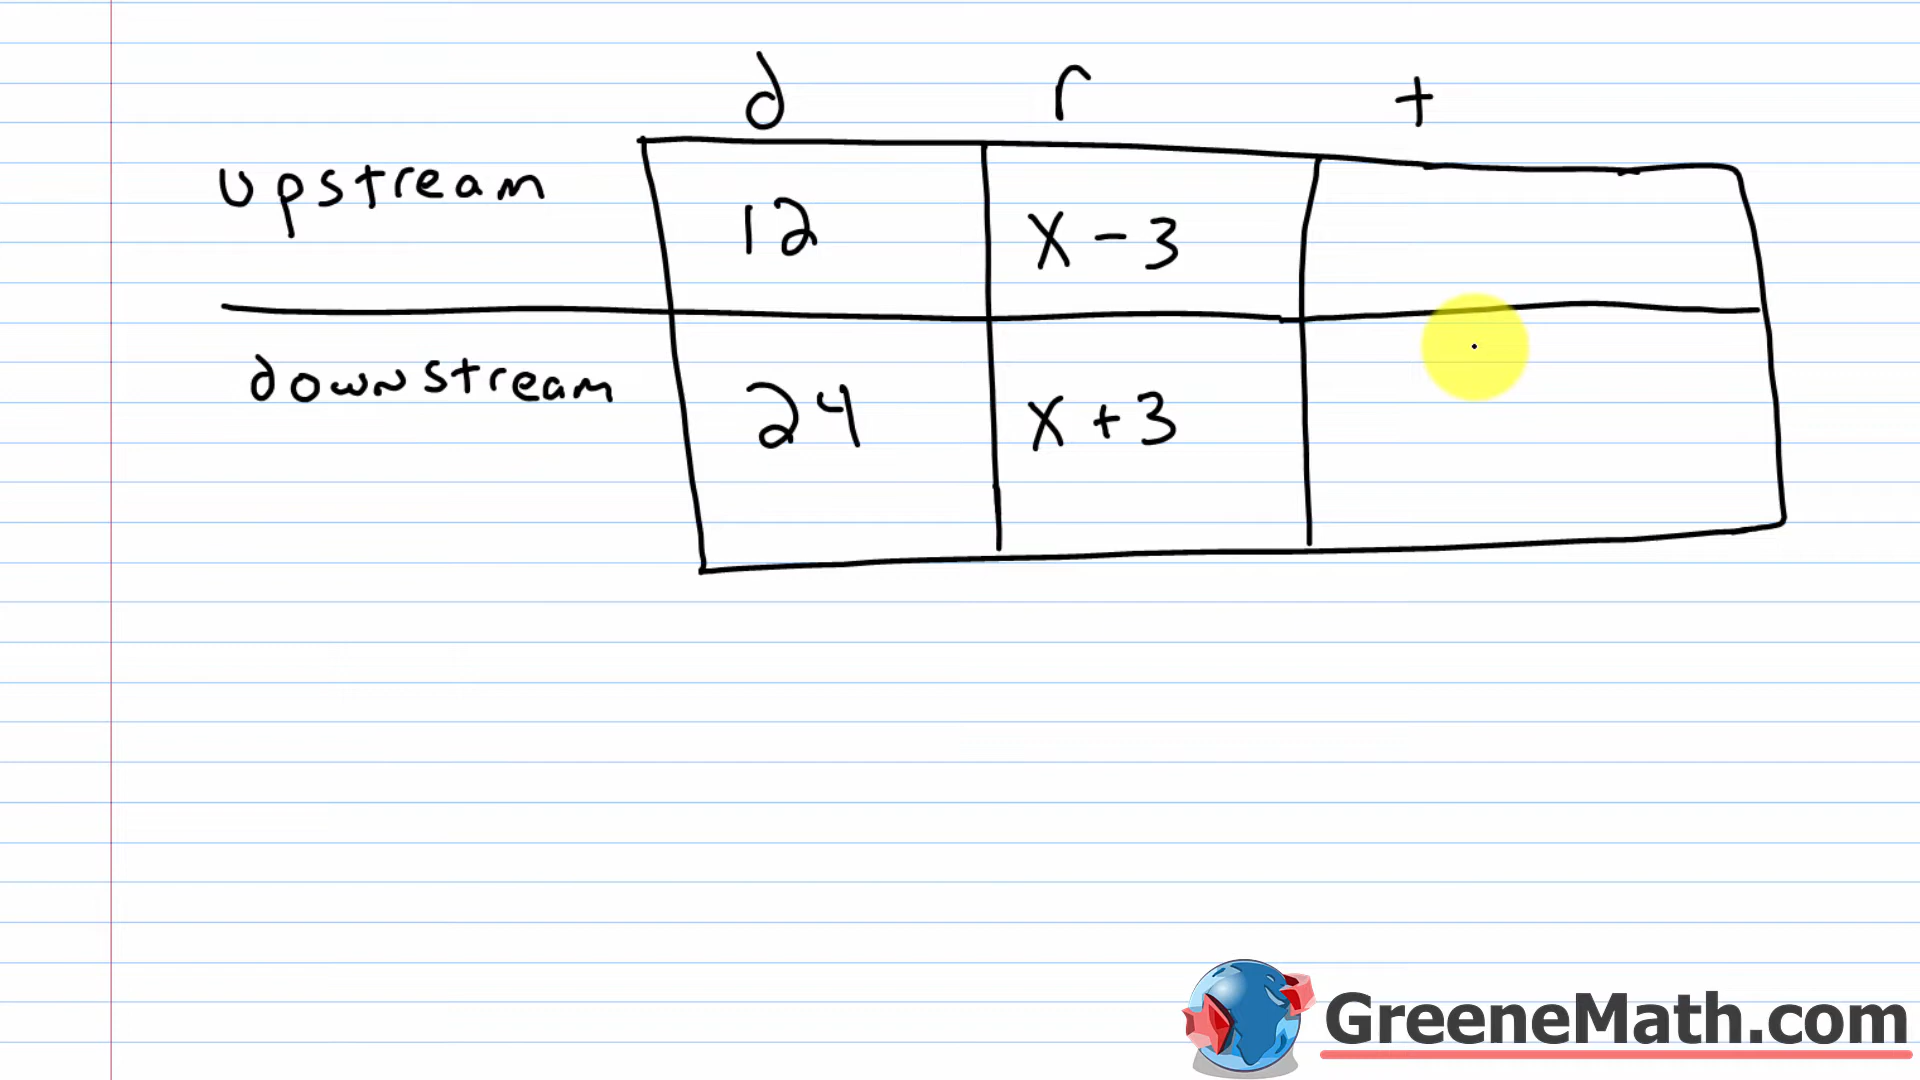 d r t
upstream 12 x - 3
downstream 24 x + 3
GreeneMath.com